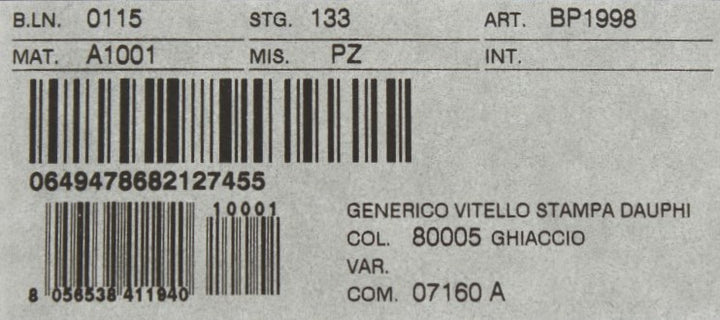 B.LN. 0115 STG. 133 ART. BP1998
MAT. A1001 MIS. PZ INT.
0649478682127455
10001
GENERICO VITELLO STAMPA DAUPHI
COL. 80005 GHIACCIO
VAR.
COM. 07160 A
8 056538 411940